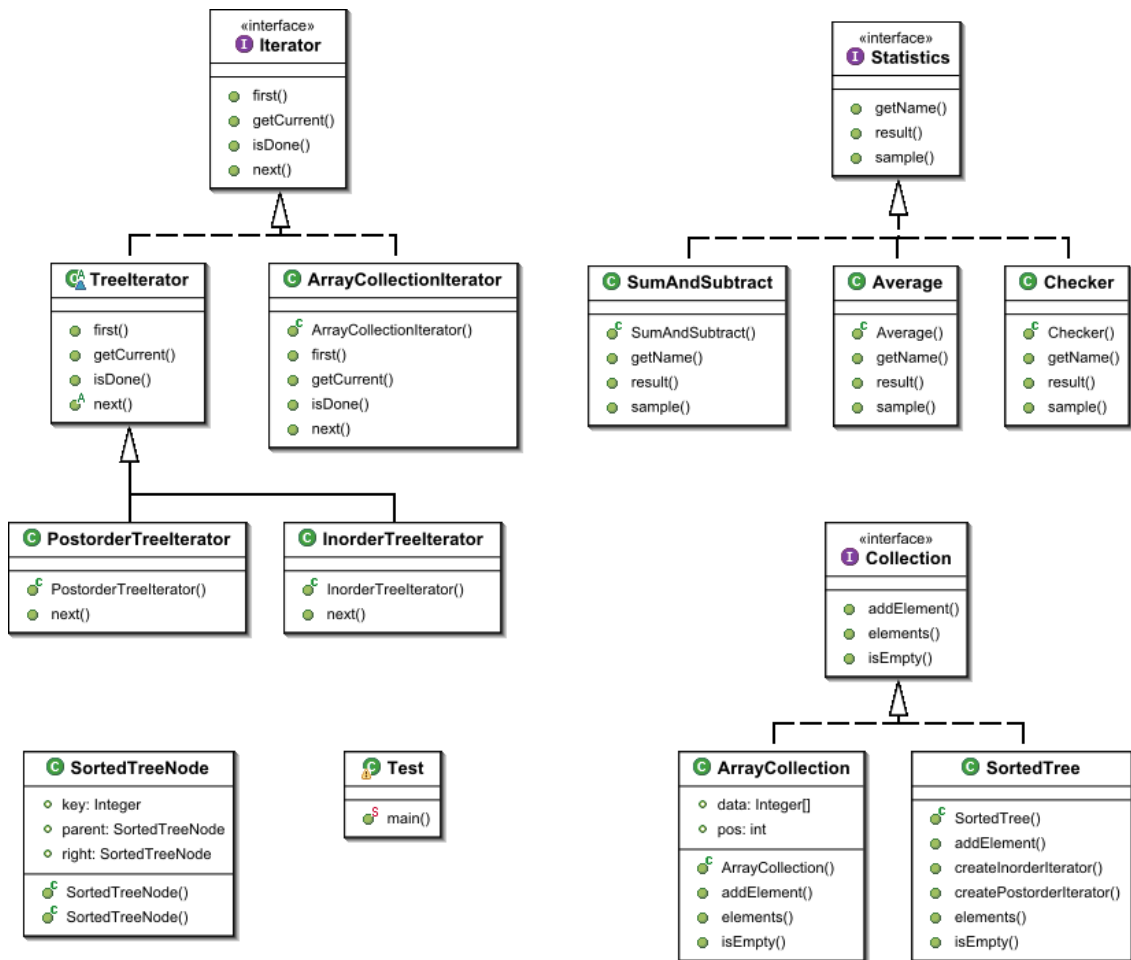 «interface»
Iterator
first()
getCurrent()
isDone()
next()
«interface»
Statistics
getName()
result()
sample()
TreeIterator
first()
getCurrent()
isDone()
next()
ArrayCollectionIterator
ArrayCollectionIterator()
first()
getCurrent()
isDone()
next()
SumAndSubtract
SumAndSubtract()
getName()
result()
sample()
Average
Average()
getName()
result()
sample()
Checker
Checker()
getName()
result()
sample()
PostorderTreeIterator
PostorderTreeIterator()
next()
InorderTreeIterator
InorderTreeIterator()
next()
«interface»
Collection
addElement()
elements()
isEmpty()
SortedTreeNode
key: Integer
parent: SortedTreeNode
right: SortedTreeNode
SortedTreeNode()
SortedTreeNode()
Test
main()
ArrayCollection
data: Integer[]
pos: int
ArrayCollection()
addElement()
elements()
isEmpty()
SortedTree
SortedTree()
addElement()
createInorderIterator()
createPostorderIterator()
elements()
isEmpty()